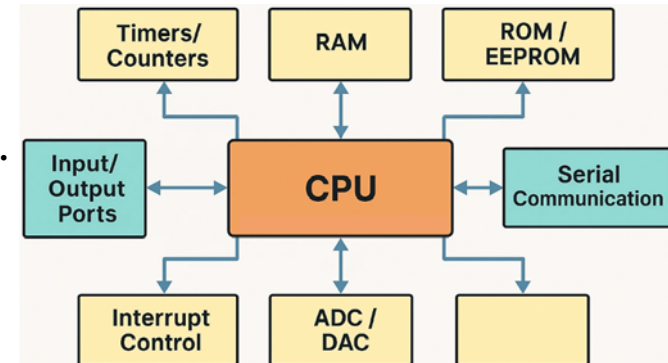 Timers/
Counters
RAM
ROM /
EEPROM
Input/
Output
Ports
CPU
Serial
Communication
Interrupt
Control
ADC /
DAC